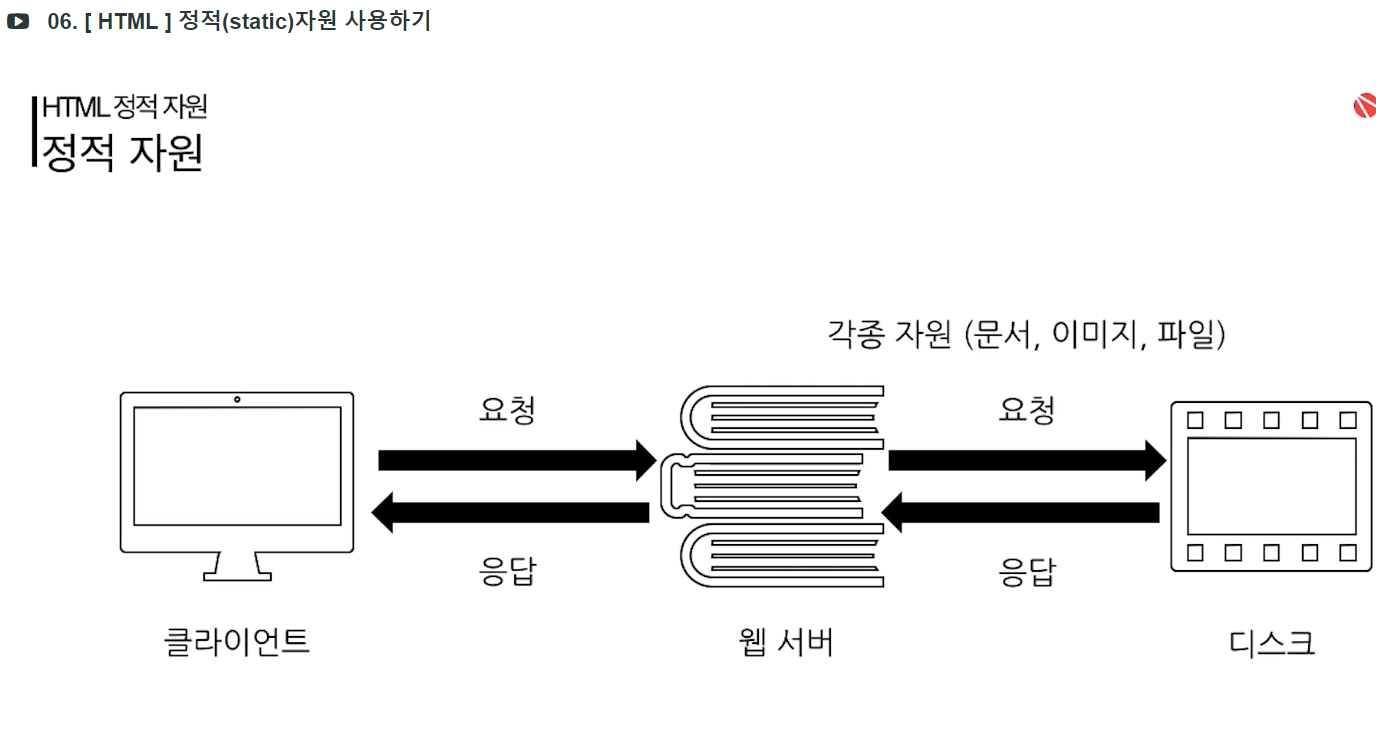 06. [ HTML ] 정적(static)자원 사용하기
HTML 정적 자원
정적 자원
각종 자원 (문서, 이미지, 파일)
요청
요청
응답
응답
클라이언트
웹 서버
디스크